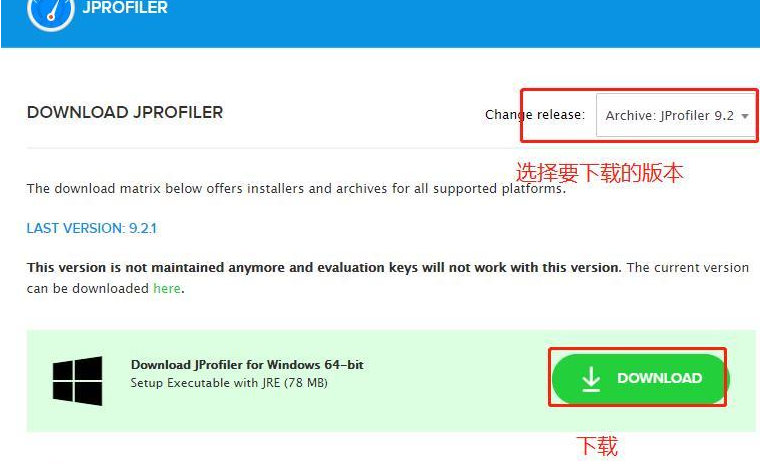 JPROFILER
DOWNLOAD JPROFILER
Change release: Archive: JProfiler 9.2
选择要下载的版本
The download matrix below offers installers and archives for all supported platforms.
LAST VERSION: 9.2.1
This version is not maintained anymore and evaluation keys will not work with this version. The current version
can be downloaded here.
Download JProfiler for Windows 64-bit
Setup Executable with JRE (78 MB)
DOWNLOAD
下载